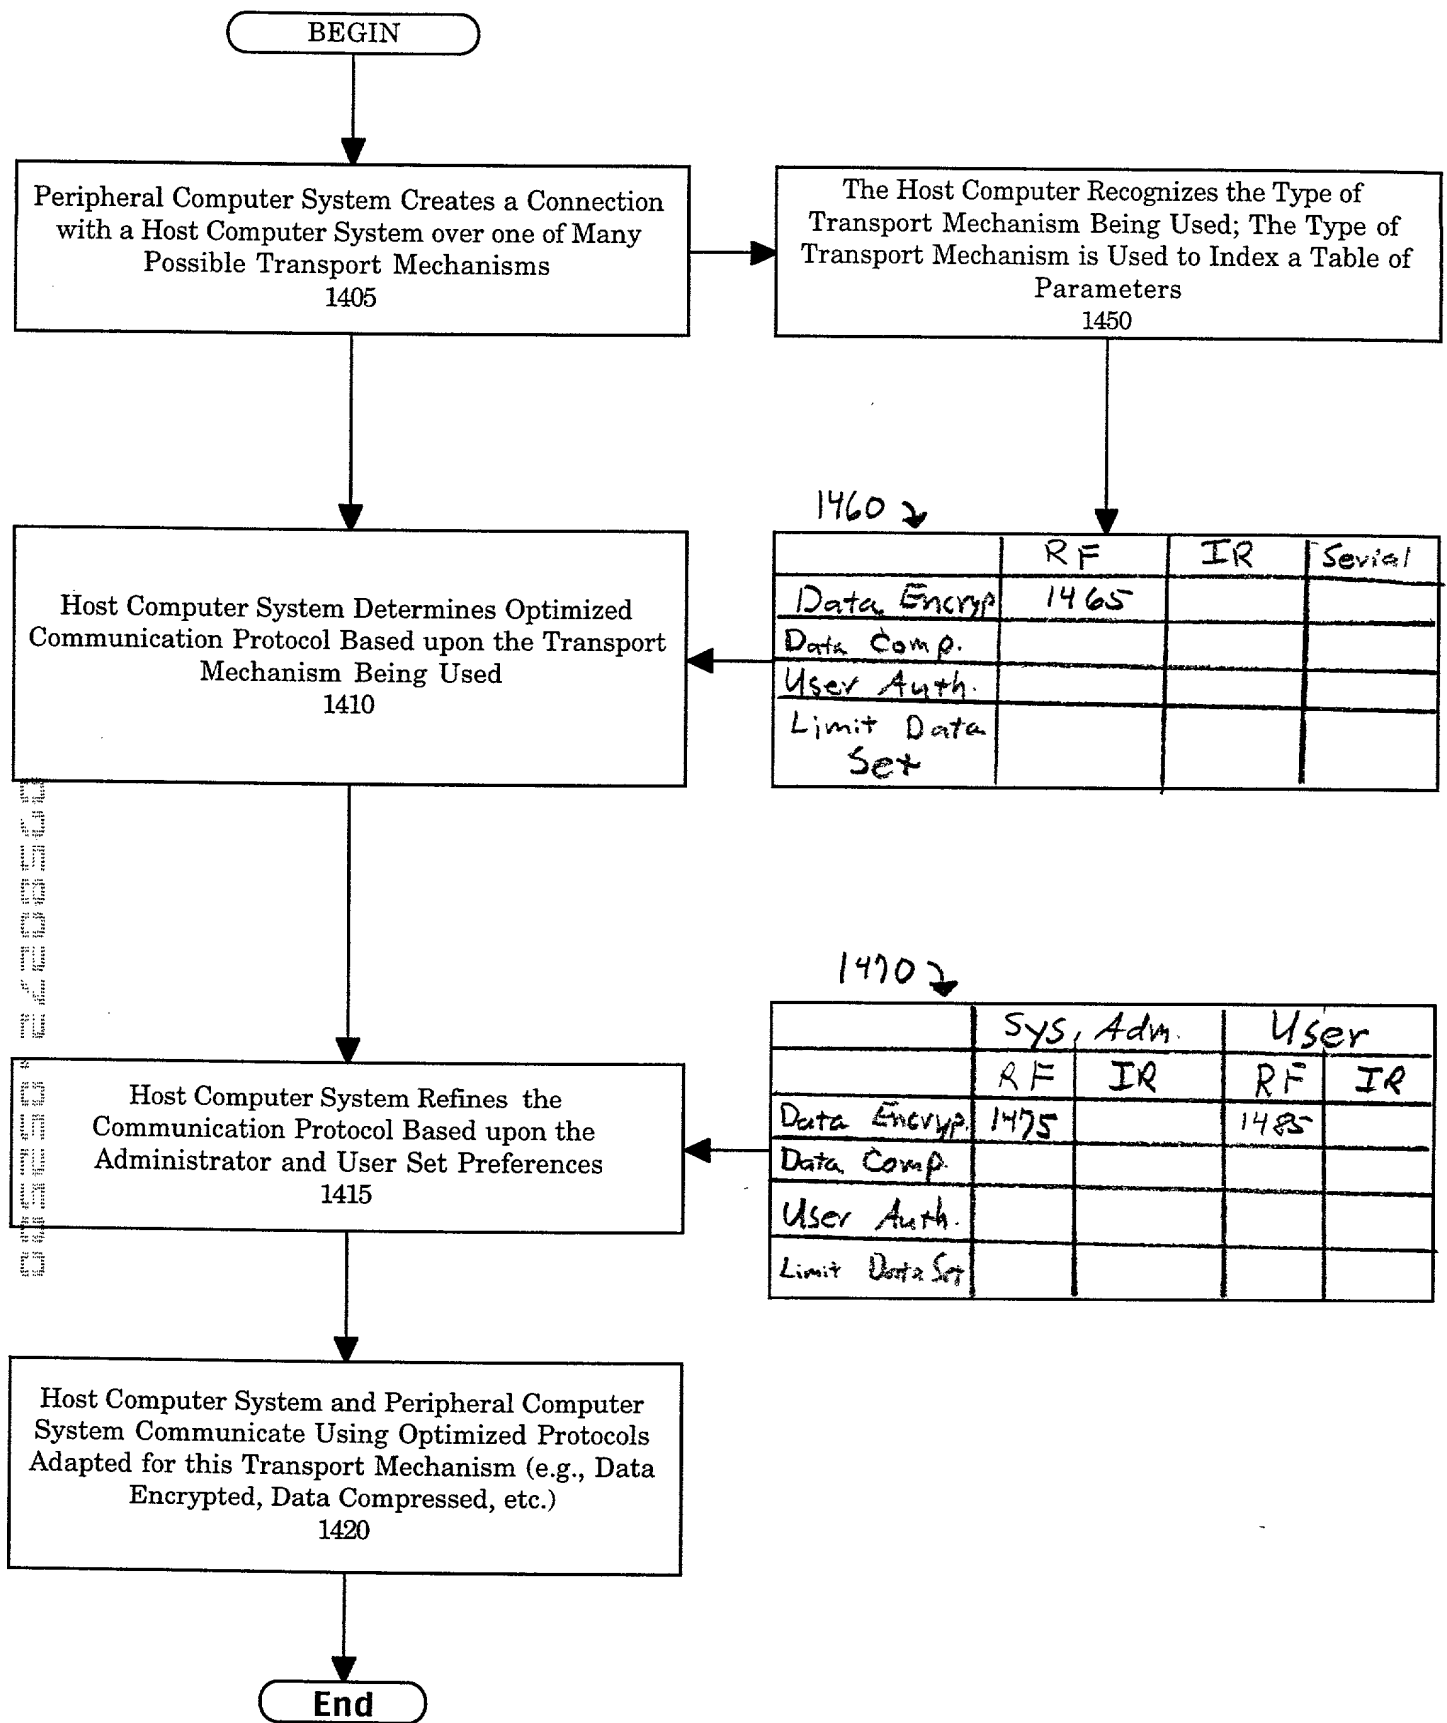 BEGIN
Peripheral Computer System Creates a Connection
with a Host Computer System over one of Many
Possible Transport Mechanisms
1405
The Host Computer Recognizes the Type of
Transport Mechanism Being Used; The Type of
Transport Mechanism is Used to Index a Table of
Parameters
1450
1460
RF IR Serial
Data Encryp 1465
Data Comp.
User Auth.
Limit Data
Set
Host Computer System Determines Optimized
Communication Protocol Based upon the Transport
Mechanism Being Used
1410
1470
Sys, Adm. User
RF IR RF IR
Data Encryp. 1475 1485
Data Comp.
User Auth.
Limit Data Set
Host Computer System Refines the
Communication Protocol Based upon the
Administrator and User Set Preferences
1415
Host Computer System and Peripheral Computer
System Communicate Using Optimized Protocols
Adapted for this Transport Mechanism (e.g., Data
Encrypted, Data Compressed, etc.)
1420
End